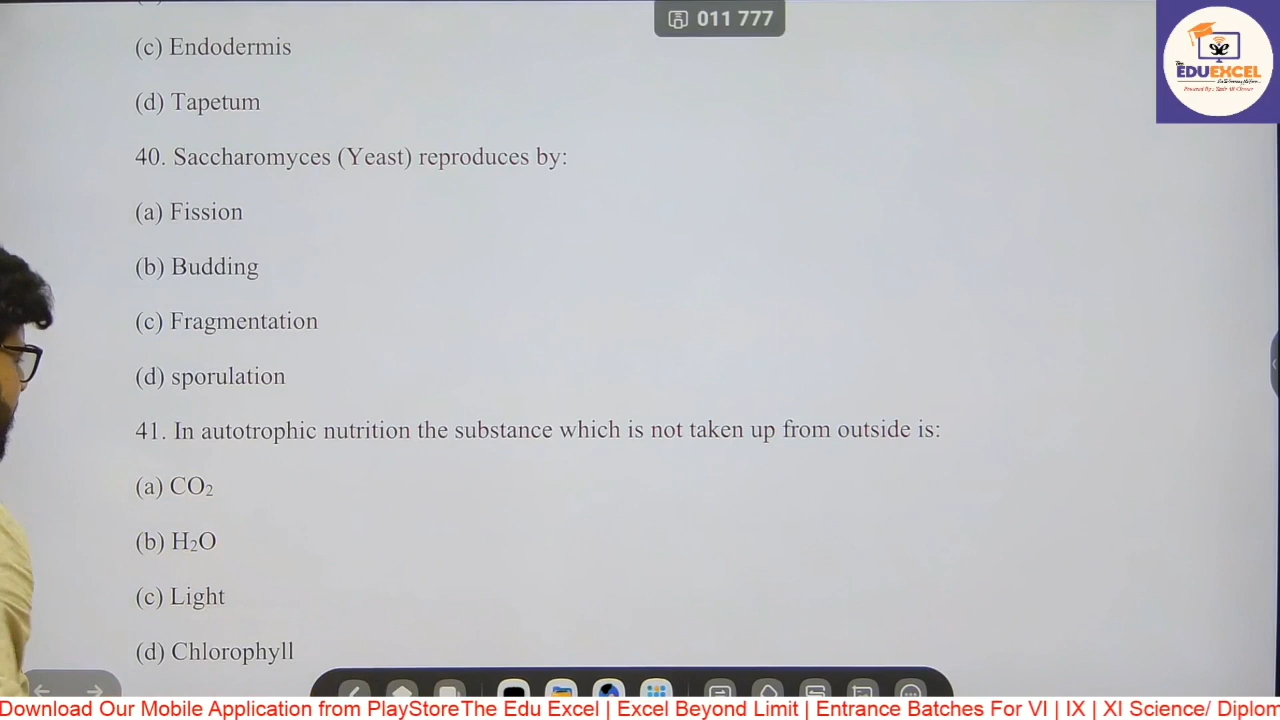 011 777
(c) Endodermis
(d) Tapetum
40. Saccharomyces (Yeast) reproduces by:
(a) Fission
(b) Budding
(c) Fragmentation
(d) sporulation
41. In autotrophic nutrition the substance which is not taken up from outside is:
(a) CO₂
(b) H₂O
(c) Light
(d) Chlorophyll
The
EDUEXCEL
Download Our Mobile Application from PlayStoreThe Edu Excel | Excel Beyond Limit | Entrance Batches For VI | IX | XI Science/ Diplom